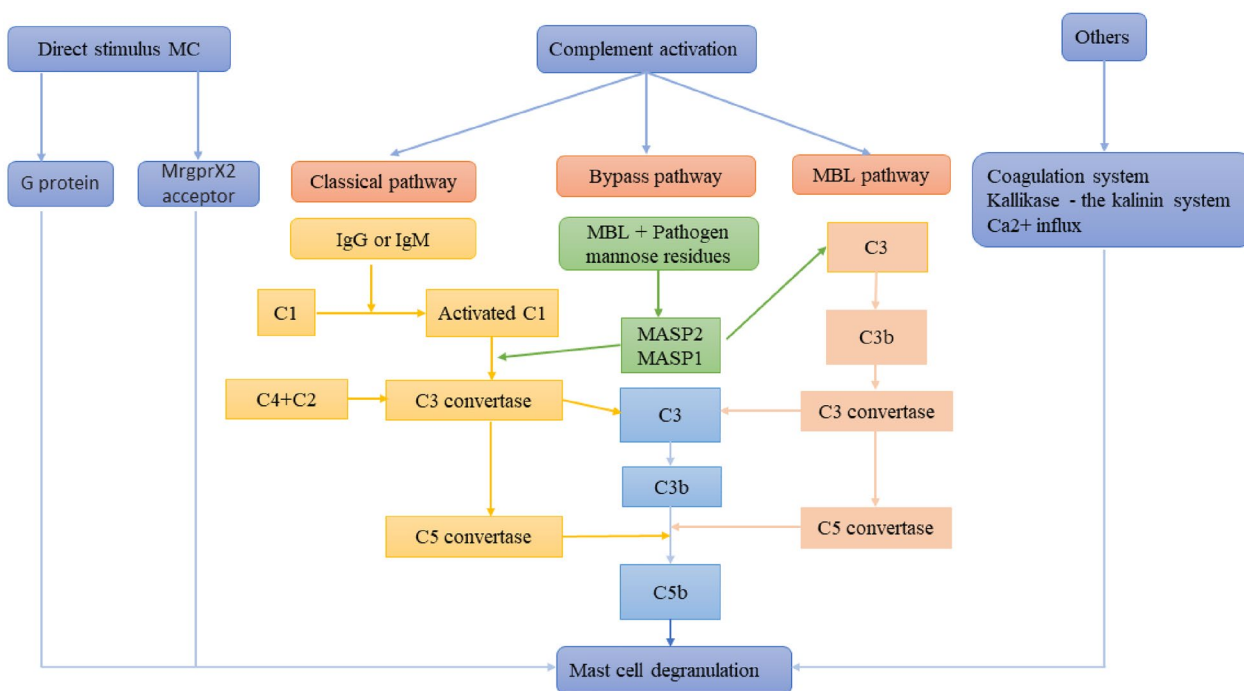 Direct stimulus MC
Complement activation
Others
G protein
MrgprX2
acceptor
Classical pathway
Bypass pathway
MBL pathway
Coagulation system
Kallikase - the kalinin system
Ca2+ influx
IgG or IgM
MBL + Pathogen
mannose residues
C3
C1
Activated C1
MASP2
MASP1
C3b
C4+C2
C3 convertase
C3
C3 convertase
C3b
C5 convertase
C5 convertase
C5b
Mast cell degranulation